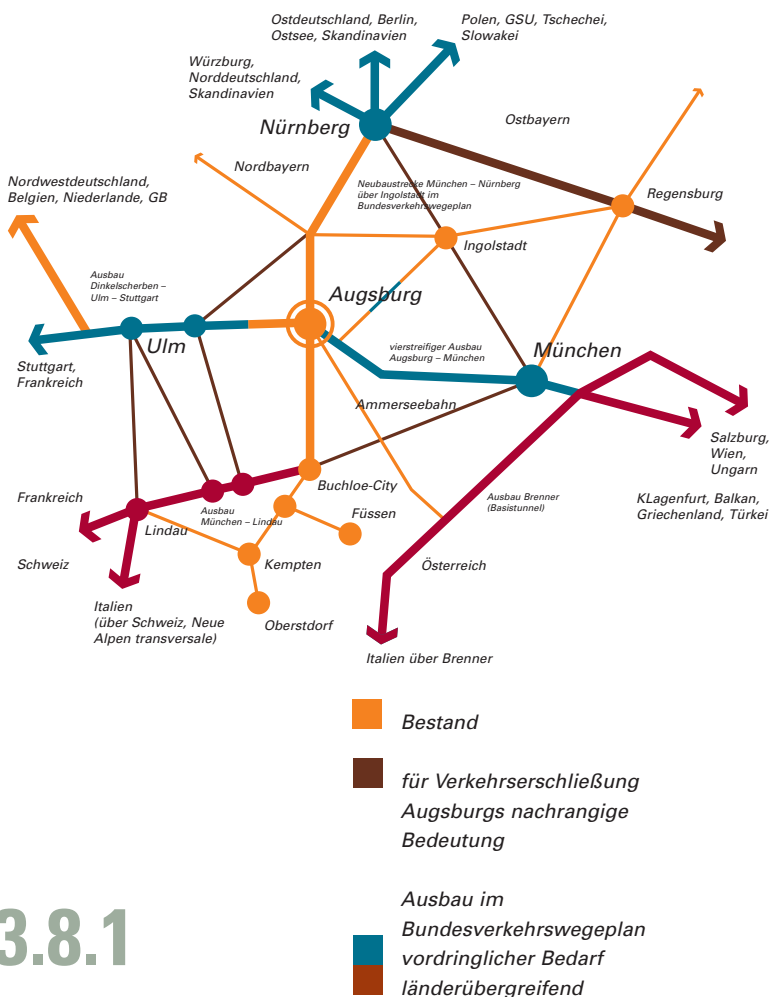 Ostdeutschland, Berlin,
Ostsee, Skandinavien
Polen, GSU, Tschechei,
Slowakei
Würzburg,
Norddeutschland,
Skandinavien
Nürnberg
Ostbayern
Nordbayern
Nordwestdeutschland,
Belgien, Niederlande, GB
Neubaustrecke München – Nürnberg
über Ingolstadt im
Bundesverkehrswegeplan
Regensburg
Ingolstadt
Ausbau
Dinkelscherben –
Ulm – Stuttgart
Augsburg
Ulm
vierstreifiger Ausbau
Augsburg – München
München
Stuttgart,
Frankreich
Ammerseebahn
Salzburg,
Wien,
Ungarn
Buchloe-City
Frankreich
Ausbau
München – Lindau
Lindau
Füssen
Ausbau Brenner
(Basistunnel)
KLagenfurt, Balkan,
Griechenland, Türkei
Schweiz
Kempten
Österreich
Italien
(über Schweiz, Neue
Alpen transversale)
Oberstdorf
Italien über Brenner
Bestand
für Verkehrserschließung
Augsburgs nachrangige
Bedeutung
Ausbau im
Bundesverkehrswegeplan
vordringlicher Bedarf
länderübergreifend
3.8.1